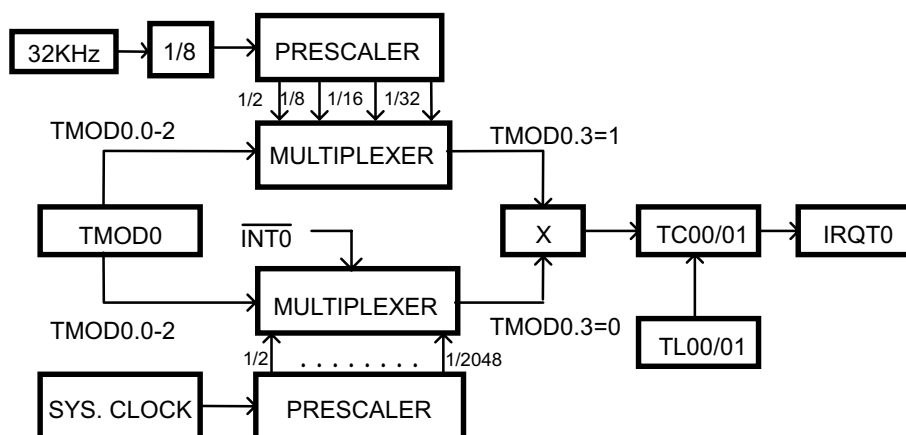 32KHz
1/8
PRESCALER
1/2 1/8 1/16 1/32
TMOD0.0-2
MULTIPLEXER
TMOD0.3=1
TMOD0
INT0
X
TC00/01
IRQT0
MULTIPLEXER
TMOD0.0-2
TMOD0.3=0
TL00/01
1/2 . . . . . . . . 1/2048
SYS. CLOCK
PRESCALER